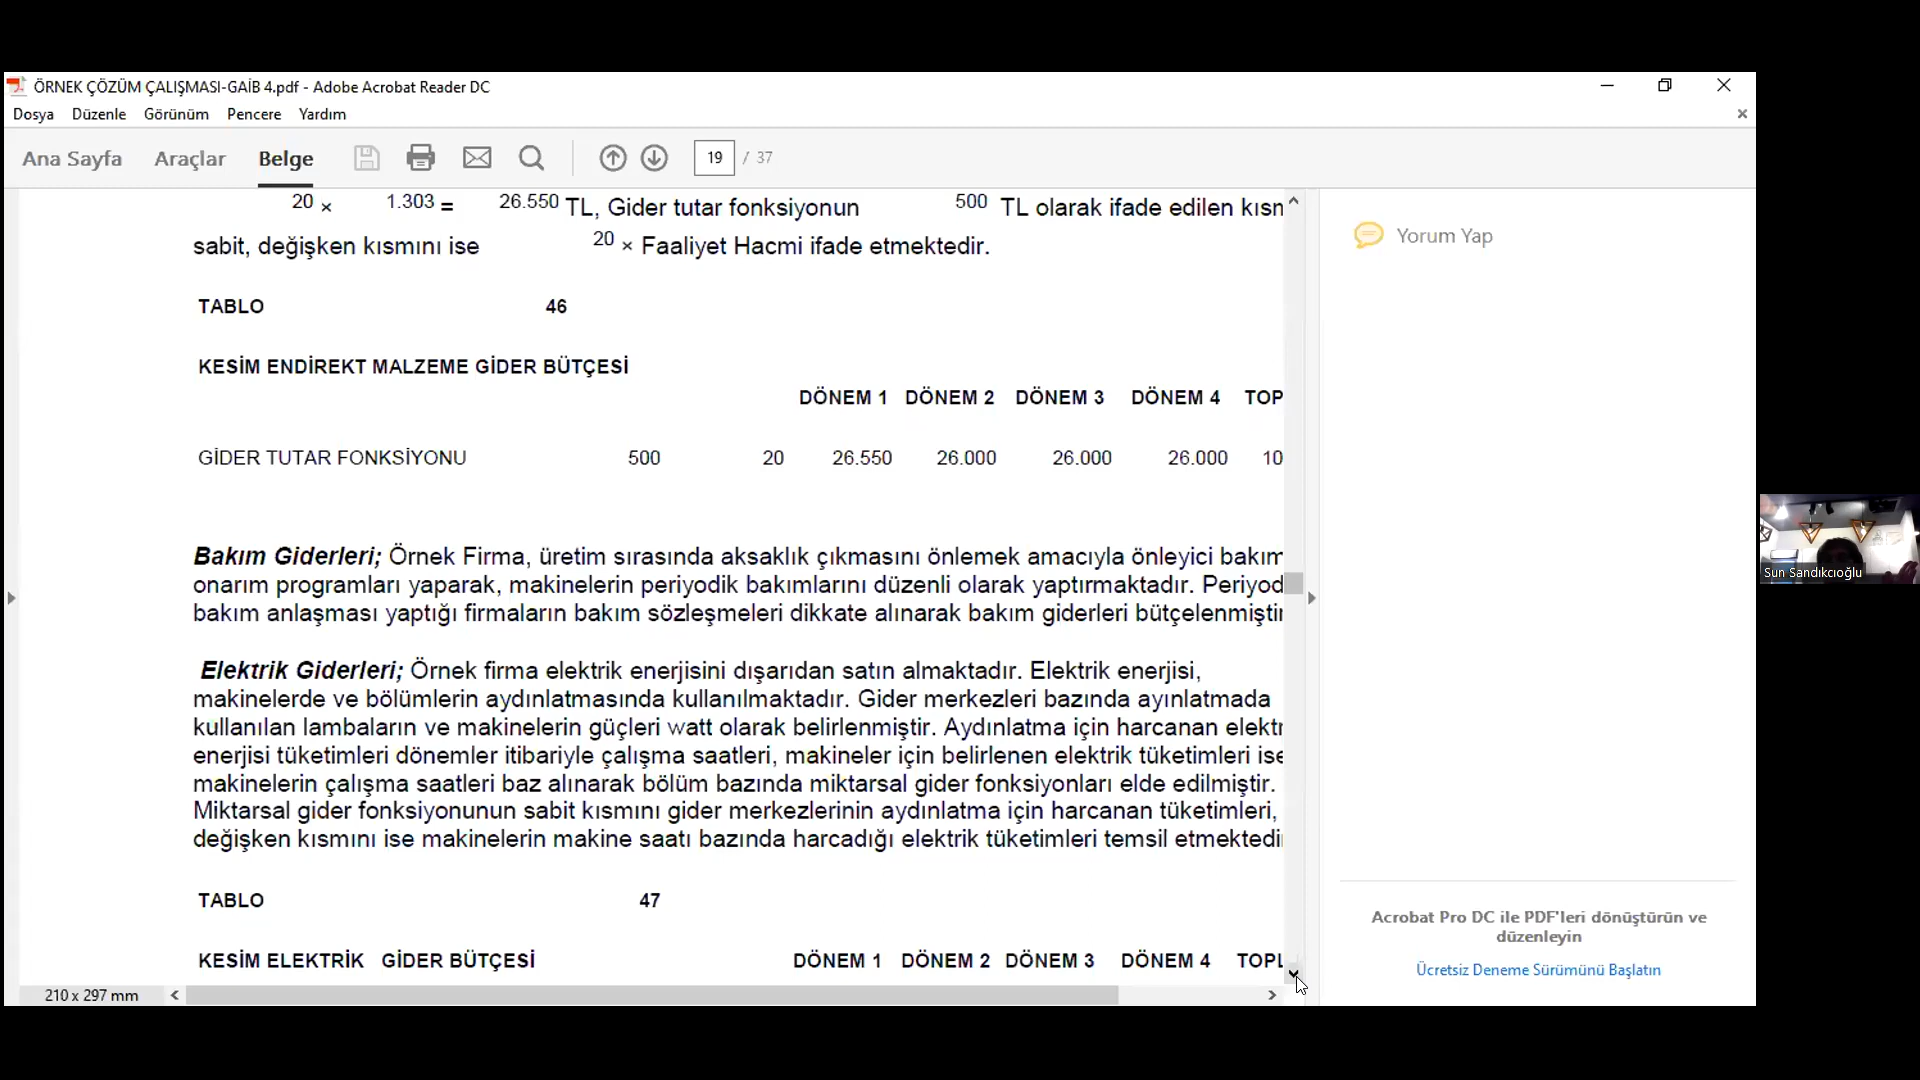 ÖRNEK ÇÖZÜM ÇALIŞMASI-GAİB 4.pdf - Adobe Acrobat Reader DC
Dosya Düzenle Görünüm Pencere Yardım
Ana Sayfa Araçlar Belge 19 / 37
20 × 1.303 = 26.550 TL, Gider tutar fonksiyonun 500 TL olarak ifade edilen kısm
sabit, değişken kısmını ise 20 × Faaliyet Hacmi ifade etmektedir.
TABLO 46
KESİM ENDİREKT MALZEME GİDER BÜTÇESİ
DÖNEM 1 DÖNEM 2 DÖNEM 3 DÖNEM 4 TOP
GİDER TUTAR FONKSİYONU 500 20 26.550 26.000 26.000 26.000 10
Bakım Giderleri; Örnek Firma, üretim sırasında aksaklık çıkmasını önlemek amacıyla önleyici bakım
onarım programları yaparak, makinelerin periyodik bakımlarını düzenli olarak yaptırmaktadır. Periyod
bakım anlaşması yaptığı firmaların bakım sözleşmeleri dikkate alınarak bakım giderleri bütçelenmiştir
Elektrik Giderleri; Örnek firma elektrik enerjisini dışarıdan satın almaktadır. Elektrik enerjisi,
makinelerde ve bölümlerin aydınlatmasında kullanılmaktadır. Gider merkezleri bazında ayınlatmada
kullanılan lambaların ve makinelerin güçleri watt olarak belirlenmiştir. Aydınlatma için harcanan elektr
enerjisi tüketimleri dönemler itibariyle çalışma saatleri, makineler için belirlenen elektrik tüketimleri ise
makinelerin çalışma saatleri baz alınarak bölüm bazında miktarsal gider fonksiyonları elde edilmiştir.
Miktarsal gider fonksiyonunun sabit kısmını gider merkezlerinin aydınlatma için harcanan tüketimleri,
değişken kısmını ise makinelerin makine saatı bazında harcadığı elektrik tüketimleri temsil etmektedir
TABLO 47
KESİM ELEKTRİK GİDER BÜTÇESİ DÖNEM 1 DÖNEM 2 DÖNEM 3 DÖNEM 4 TOPL
210 x 297 mm
Yorum Yap
Acrobat Pro DC ile PDF'leri dönüştürün ve
düzenleyin
Ücretsiz Deneme Sürümünü Başlatın
Sun Sandıkcıoğlu